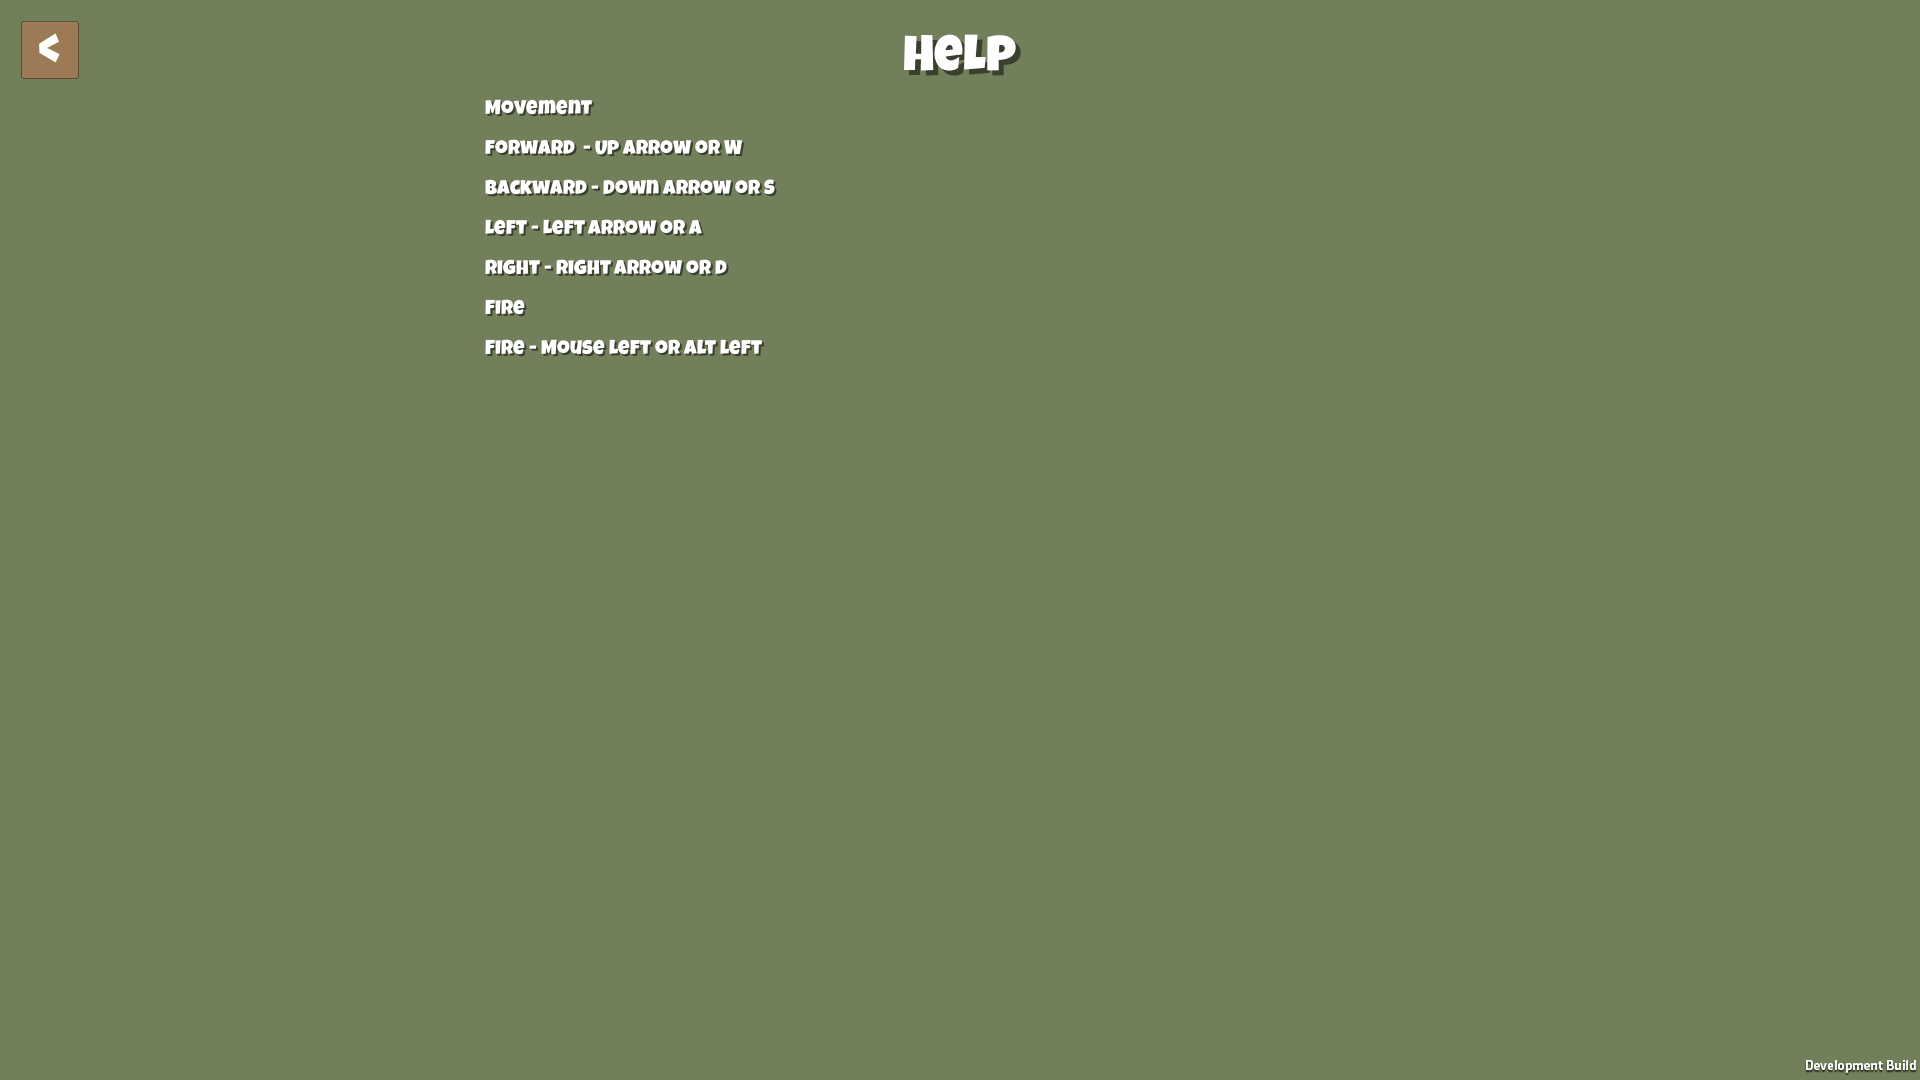 <
Help
Movement
Forward - Up Arrow or W
Backward - Down Arrow or S
Left - Left Arrow or A
Right - Right Arrow or D
Fire
Fire - Mouse Left or Alt Left
Development Build